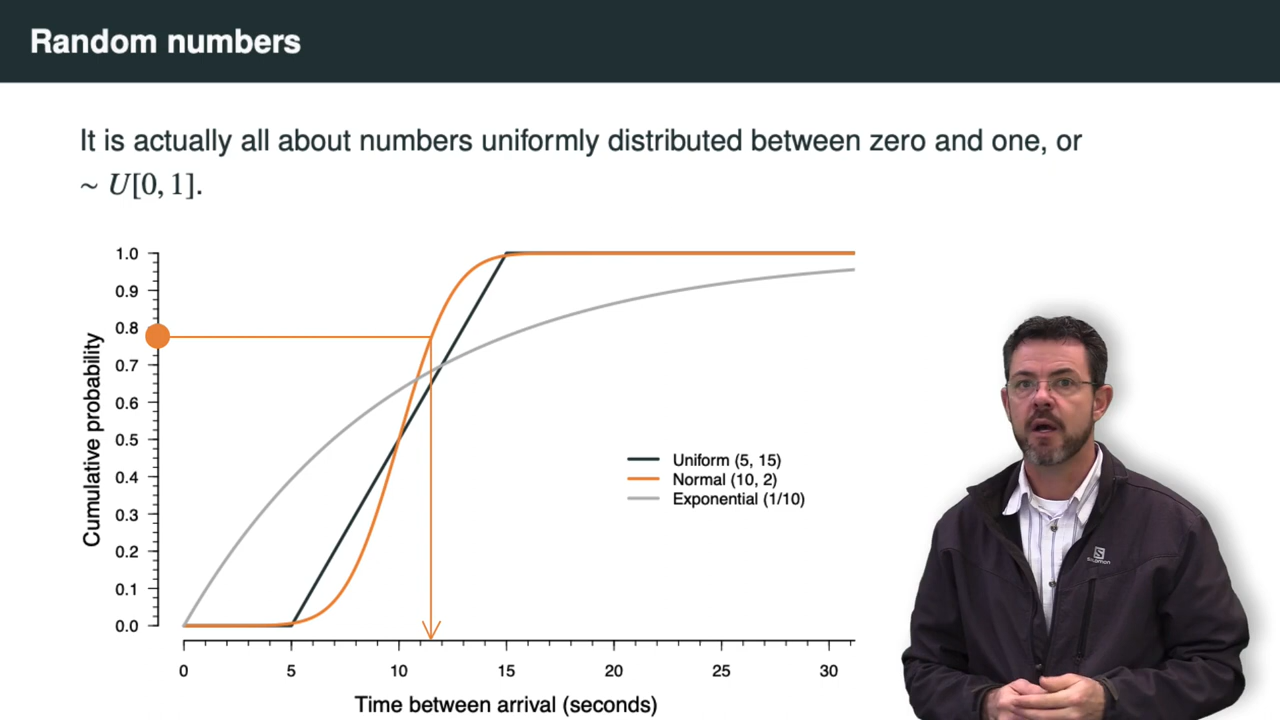 Random numbers
It is actually all about numbers uniformly distributed between zero and one, or
~ U[0, 1].
1.0
0.9
0.8
0.7
0.6
0.5
0.4
0.3
0.2
0.1
0.0
Cumulative probability
Uniform (5, 15)
Normal (10, 2)
Exponential (1/10)
0 5 10 15 20 25 30
Time between arrival (seconds)
S
salomon